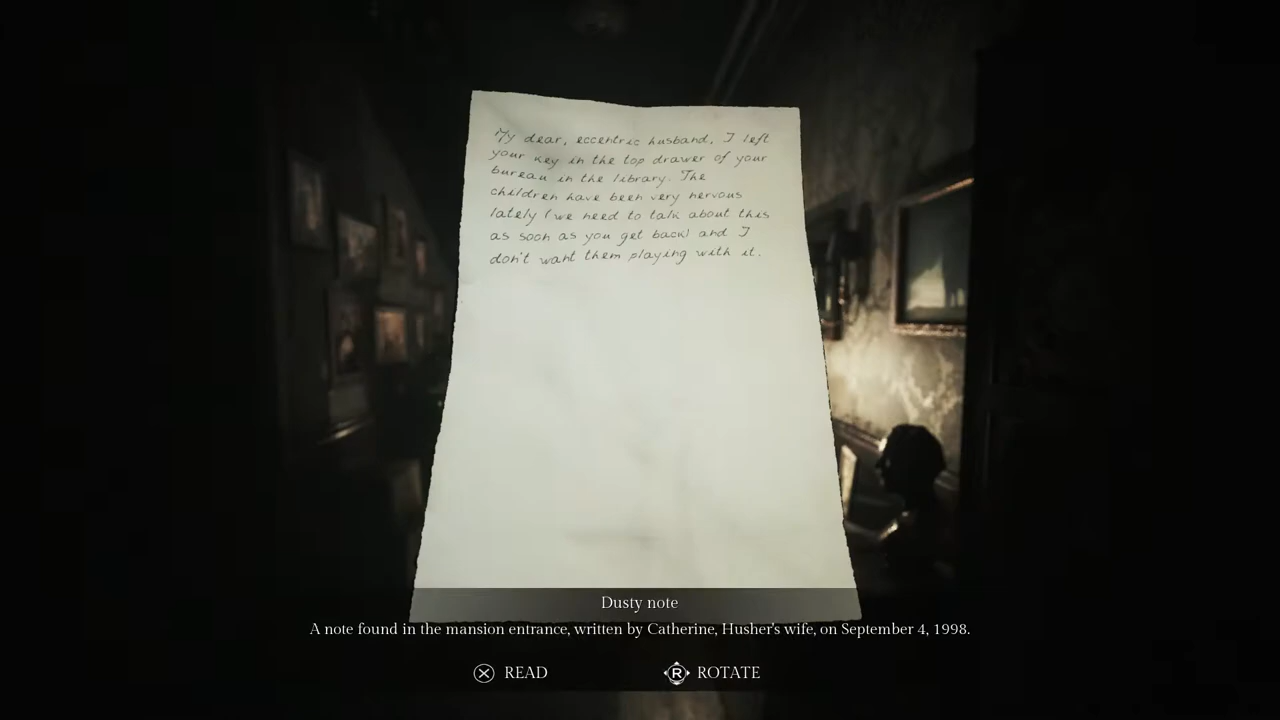 My dear, eccentric husband, I left
your key in the top drawer of your
bureau in the library. The
children have been very nervous
lately (we need to talk about this
as soon as you get back) and I
don't want them playing with it.
Dusty note
A note found in the mansion entrance, written by Catherine, Husher's wife, on September 4, 1998.
READ
R ROTATE